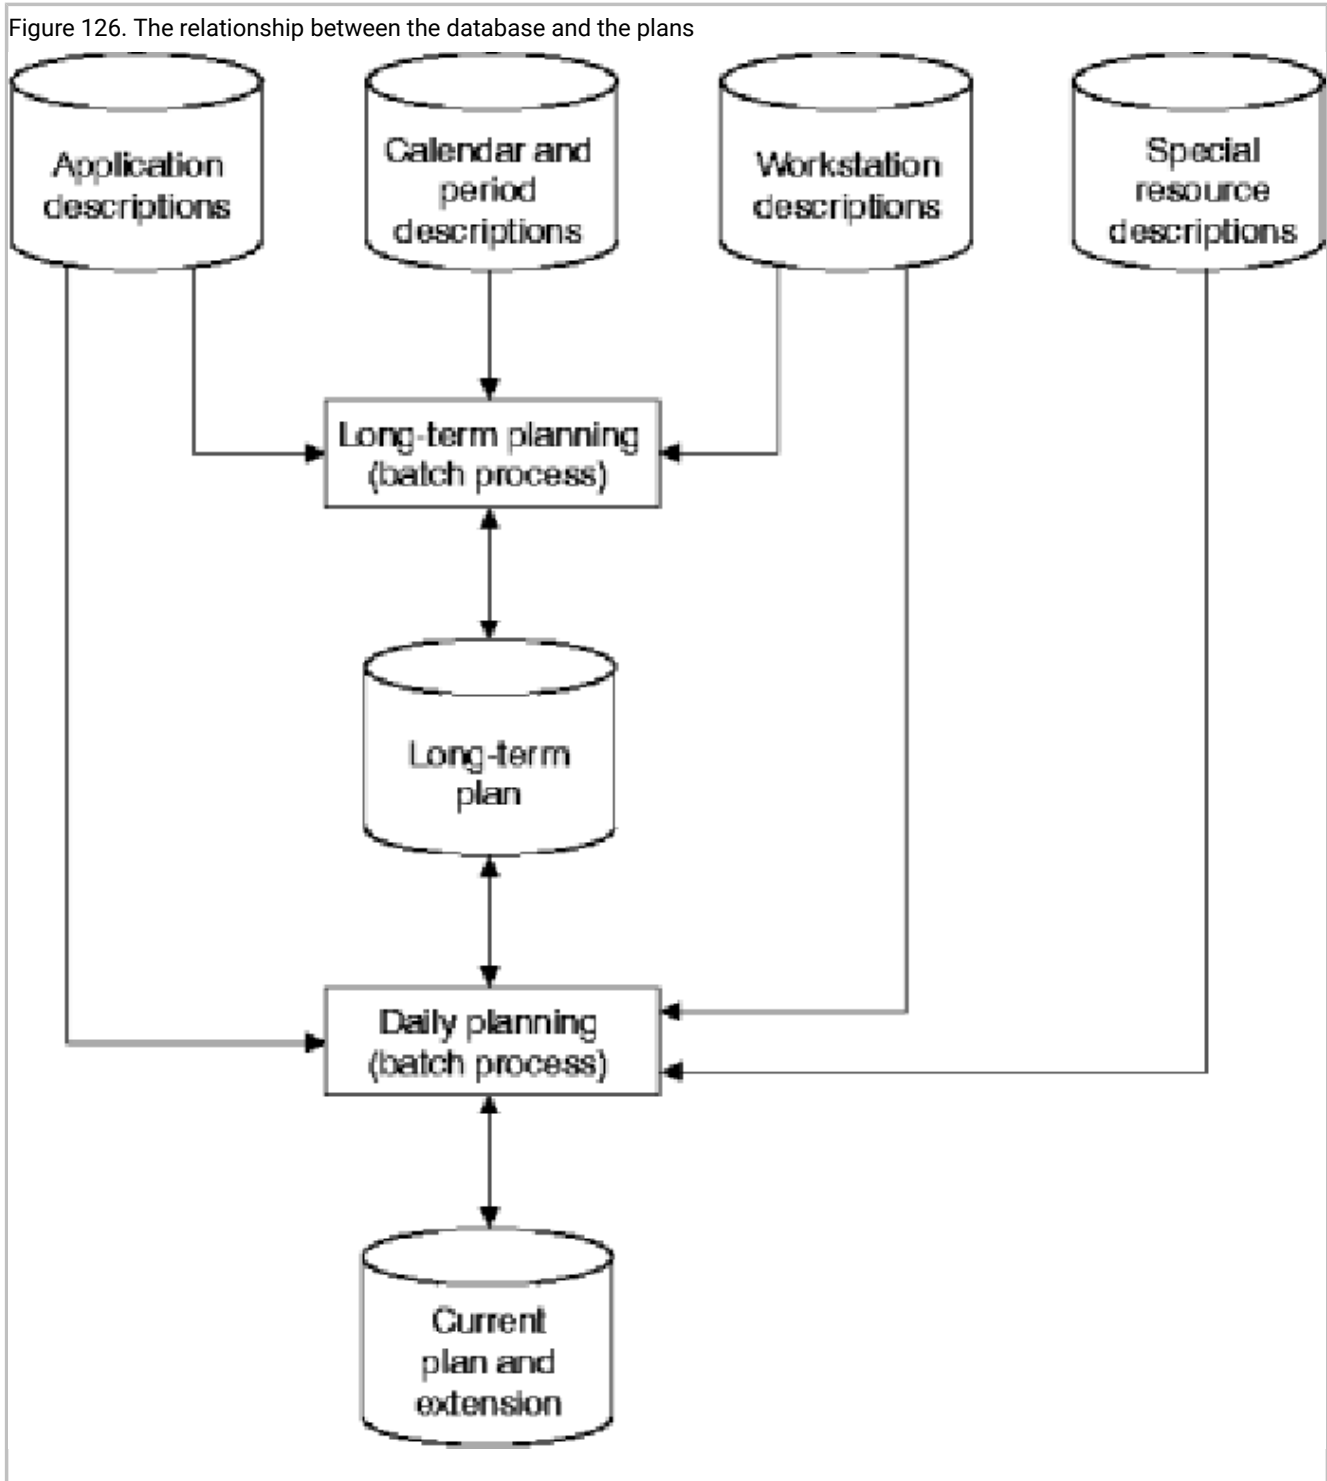 Figure 126. The relationship between the database and the plans
Application
descriptions
Calendar and
period
descriptions
Workstation
descriptions
Special
resource
descriptions
Long-term planning
(batch process)
Long-term
plan
Daily planning
(batch process)
Current
plan and
extension